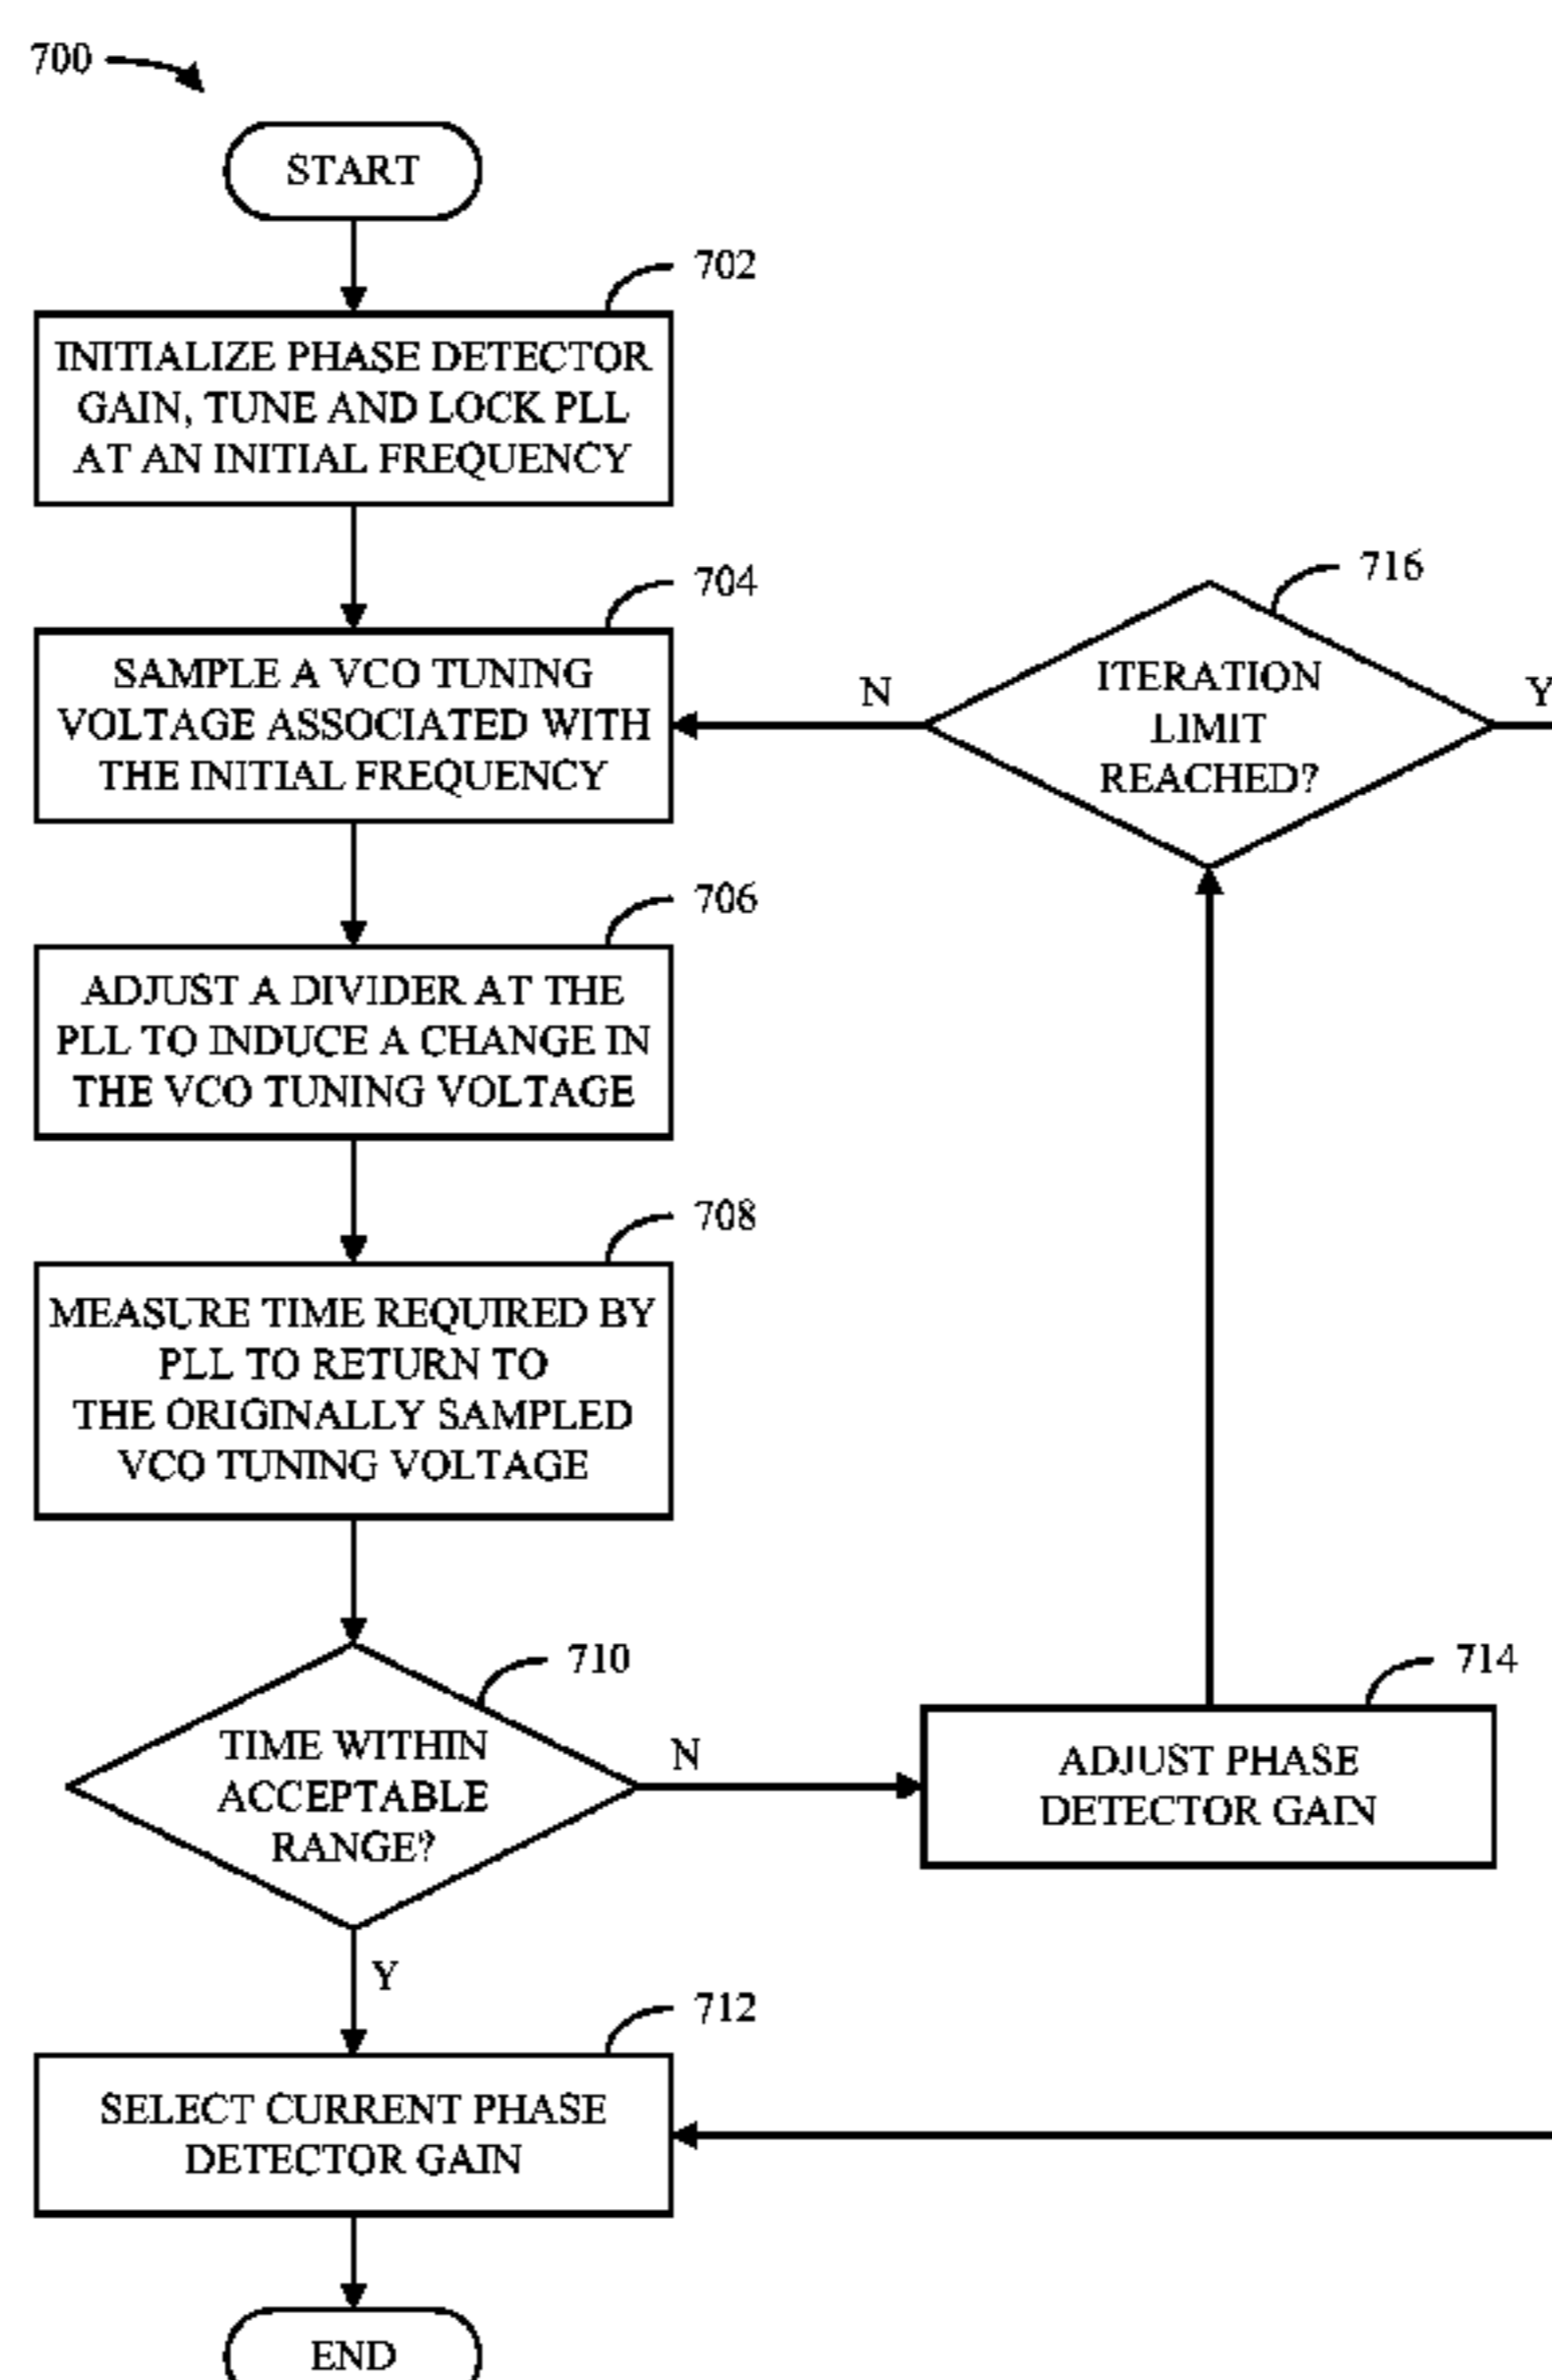 700
START
702
INITIALIZE PHASE DETECTOR
GAIN, TUNE AND LOCK PLL
AT AN INITIAL FREQUENCY
704
SAMPLE A VCO TUNING
VOLTAGE ASSOCIATED WITH
THE INITIAL FREQUENCY
716
ITERATION
LIMIT
REACHED?
N
Y
706
ADJUST A DIVIDER AT THE
PLL TO INDUCE A CHANGE IN
THE VCO TUNING VOLTAGE
708
MEASURE TIME REQUIRED BY
PLL TO RETURN TO
THE ORIGINALLY SAMPLED
VCO TUNING VOLTAGE
710
TIME WITHIN
ACCEPTABLE
RANGE?
N
Y
714
ADJUST PHASE
DETECTOR GAIN
712
SELECT CURRENT PHASE
DETECTOR GAIN
END